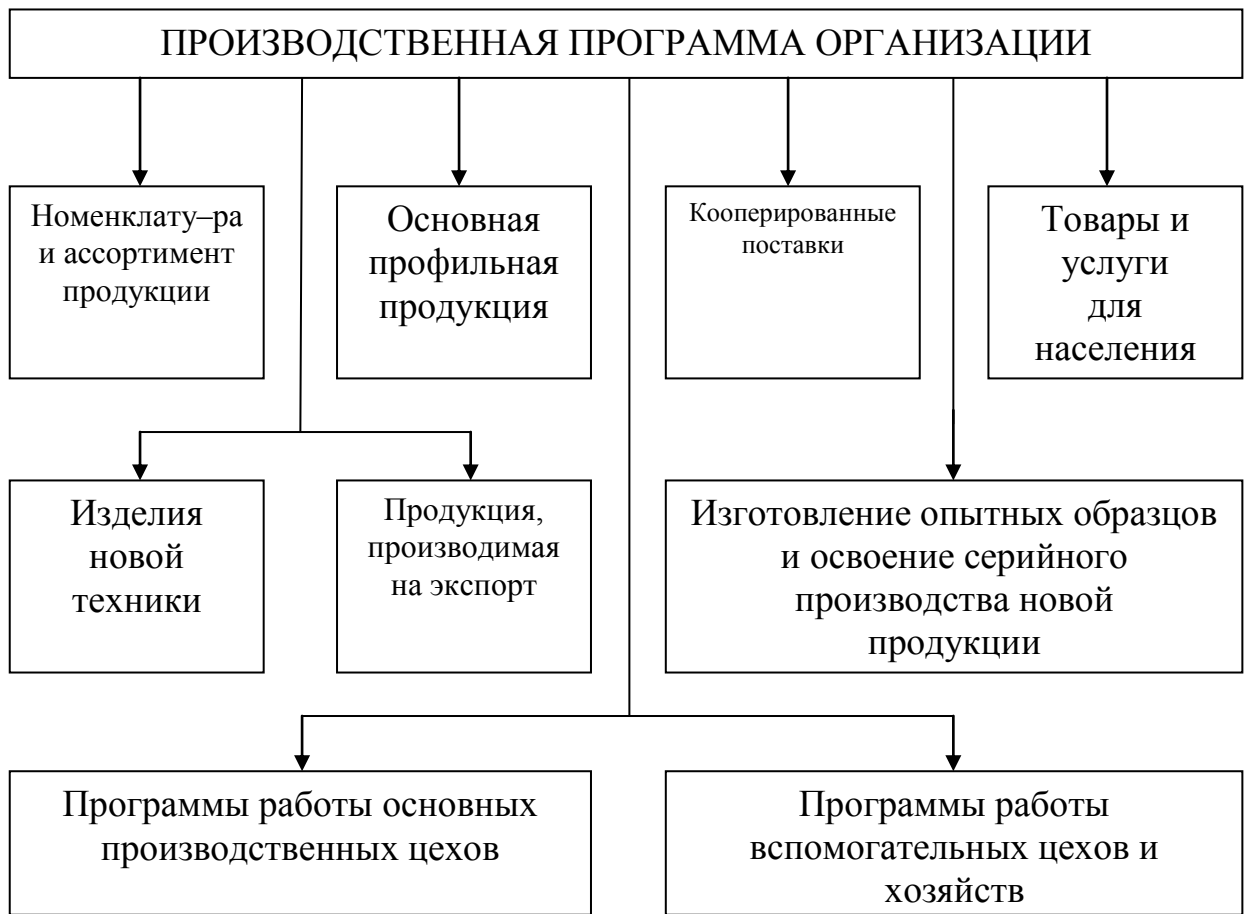 ПРОИЗВОДСТВЕННАЯ ПРОГРАММА ОРГАНИЗАЦИИ
Номенклату–ра
и ассортимент
продукции
Основная
профильная
продукция
Кооперированные
поставки
Товары и
услуги
для
населения
Изделия
новой
техники
Продукция,
производимая
на экспорт
Изготовление опытных образцов
и освоение серийного
производства новой
продукции
Программы работы основных
производственных цехов
Программы работы
вспомогательных цехов и
хозяйств